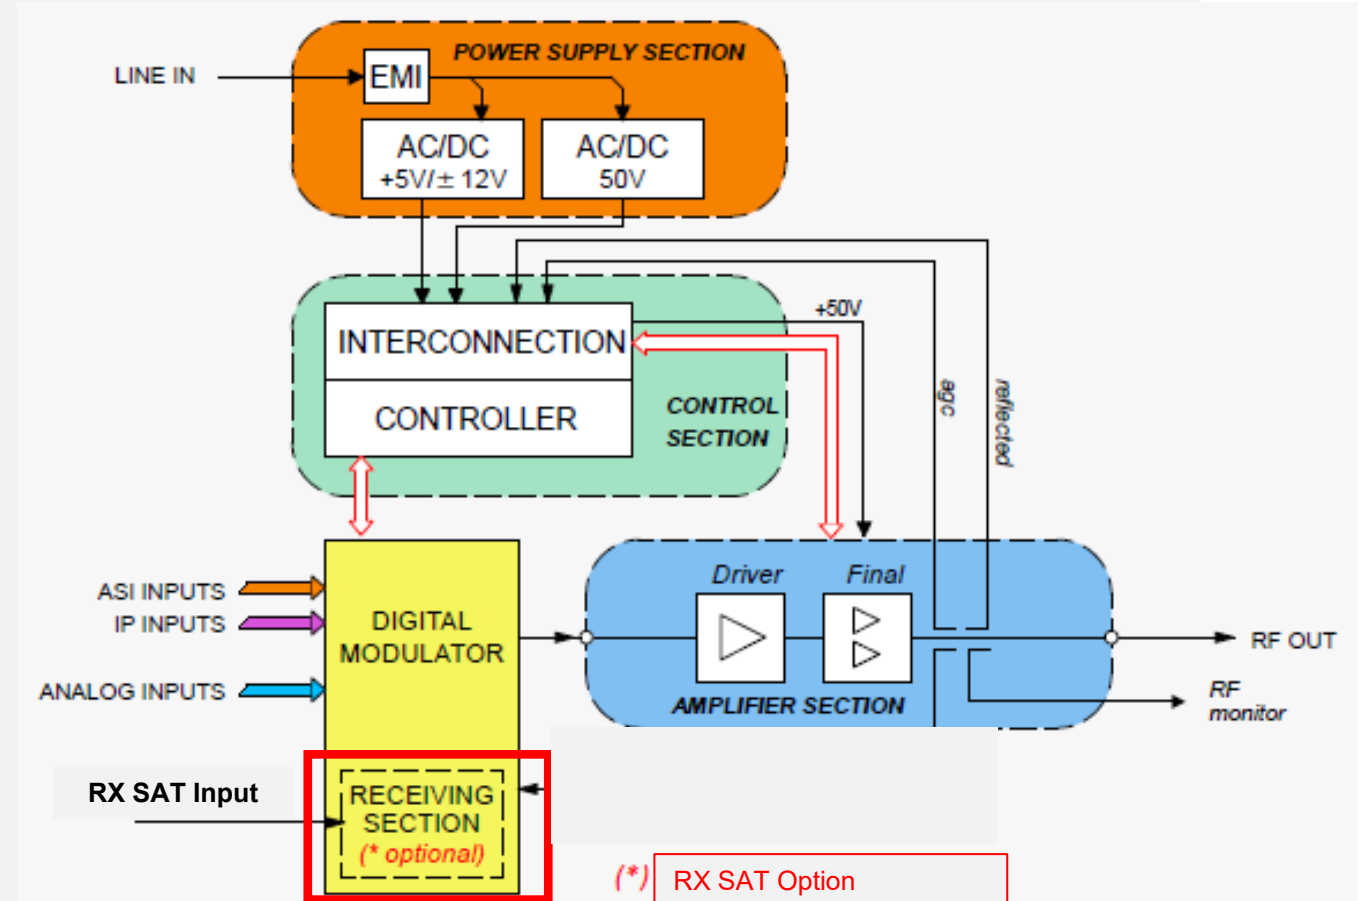 POWER SUPPLY SECTION
LINE IN
EMI
AC/DC
+5V/± 12V
AC/DC
50V
+50V
INTERCONNECTION
CONTROLLER
CONTROL
SECTION
agc
reflected
ASI INPUTS
IP INPUTS
ANALOG INPUTS
DIGITAL
MODULATOR
Driver
Final
AMPLIFIER SECTION
RF OUT
RF
monitor
RX SAT Input
RECEIVING
SECTION
(* optional)
(*)
RX SAT Option